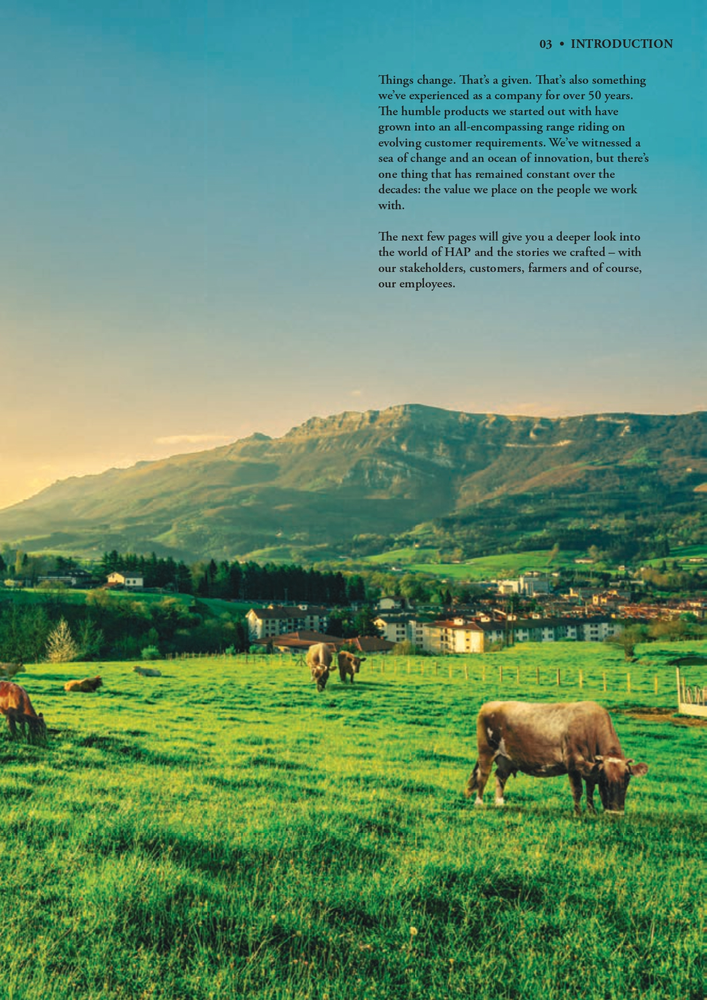 03 • INTRODUCTION
Things change. That’s a given. That’s also something
we’ve experienced as a company for over 50 years.
The humble products we started out with have
grown into an all-encompassing range riding on
evolving customer requirements. We’ve witnessed a
sea of change and an ocean of innovation, but there’s
one thing that has remained constant over the
decades: the value we place on the people we work
with.
The next few pages will give you a deeper look into
the world of HAP and the stories we crafted – with
our stakeholders, customers, farmers and of course,
our employees.